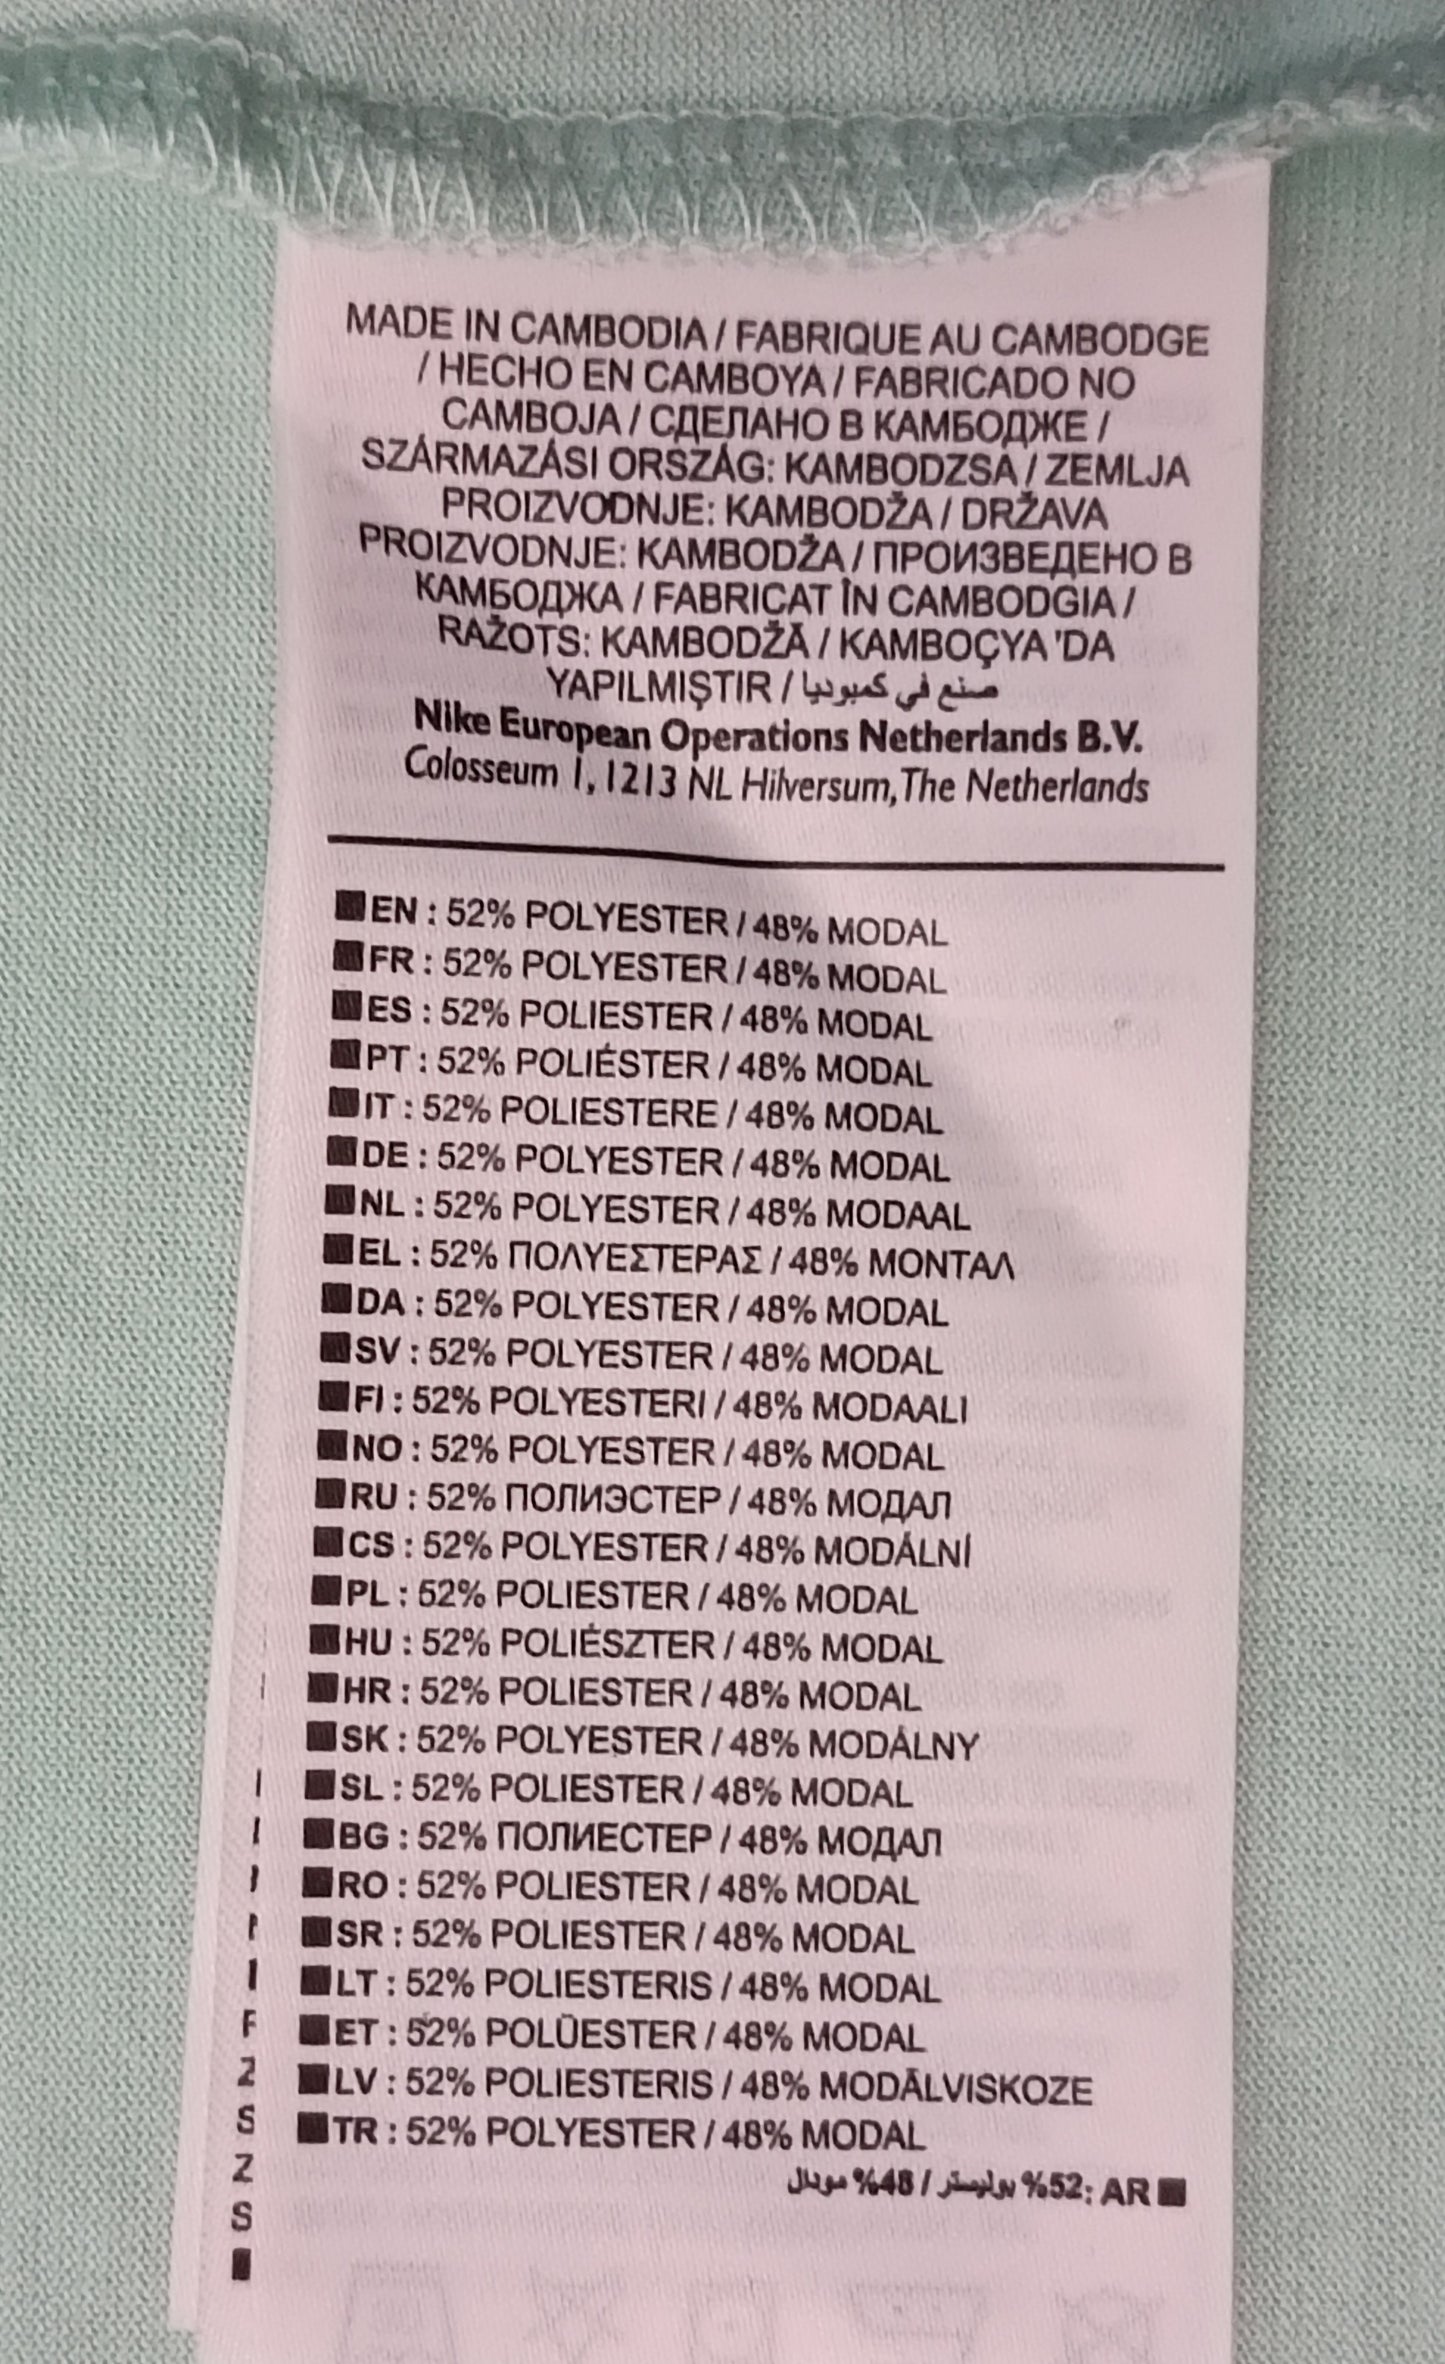 MADE IN CAMBODIA / FABRIQUE AU CAMBODGE
/ HECHO EN CAMBOYA / FABRICADO NO
CAMBOJA / СДЕЛАНО В КАМБОДЖЕ /
SZÁRMAZÁSI ORSZÁG: KAMBODZSA / ZEMLJA
PROIZVODNJE: KAMBODŽA / DRŽAVA
PROIZVODNJE: KAMBODŽA / ПРОИЗВЕДЕНО В
КАМБОДЖА / FABRICAT ÎN CAMBODGIA /
RAŽOTS: KAMBODŽĀ / KAMBOÇYA 'DA
YAPILMIŞTIR / صنع في كمبوديا
Nike European Operations Netherlands B.V.
Colosseum 1, 1213 NL Hilversum, The Netherlands
■EN : 52% POLYESTER / 48% MODAL
■FR : 52% POLYESTER / 48% MODAL
■ES : 52% POLIESTER / 48% MODAL
■PT : 52% POLIÉSTER / 48% MODAL
■IT : 52% POLIESTERE / 48% MODAL
■DE : 52% POLYESTER / 48% MODAL
■NL : 52% POLYESTER / 48% MODAAL
■EL : 52% ΠΟΛΥΕΣΤΕΡΑΣ / 48% ΜΟΝΤΑΛ
■DA : 52% POLYESTER / 48% MODAL
■SV : 52% POLYESTER / 48% MODAL
■FI : 52% POLYESTERI / 48% MODAALI
■NO : 52% POLYESTER / 48% MODAL
■RU : 52% ПОЛИЭСТЕР / 48% МОДАЛ
■CS : 52% POLYESTER / 48% MODÁLNÍ
■PL : 52% POLIESTER / 48% MODAL
■HU : 52% POLIÉSZTER / 48% MODAL
■HR : 52% POLIESTER / 48% MODAL
■SK : 52% POLYESTER / 48% MODÁLNY
■SL : 52% POLIESTER / 48% MODAL
■BG : 52% ПОЛИЕСТЕР / 48% МОДАЛ
■RO : 52% POLIESTER / 48% MODAL
■SR : 52% POLIESTER / 48% MODAL
■LT : 52% POLIESTERIS / 48% MODAL
■ET : 52% POLÜESTER / 48% MODAL
■LV : 52% POLIESTERIS / 48% MODĀLVISKOZE
■TR : 52% POLYESTER / 48% MODAL
■ AR :52% بوليستر / 48% مودال